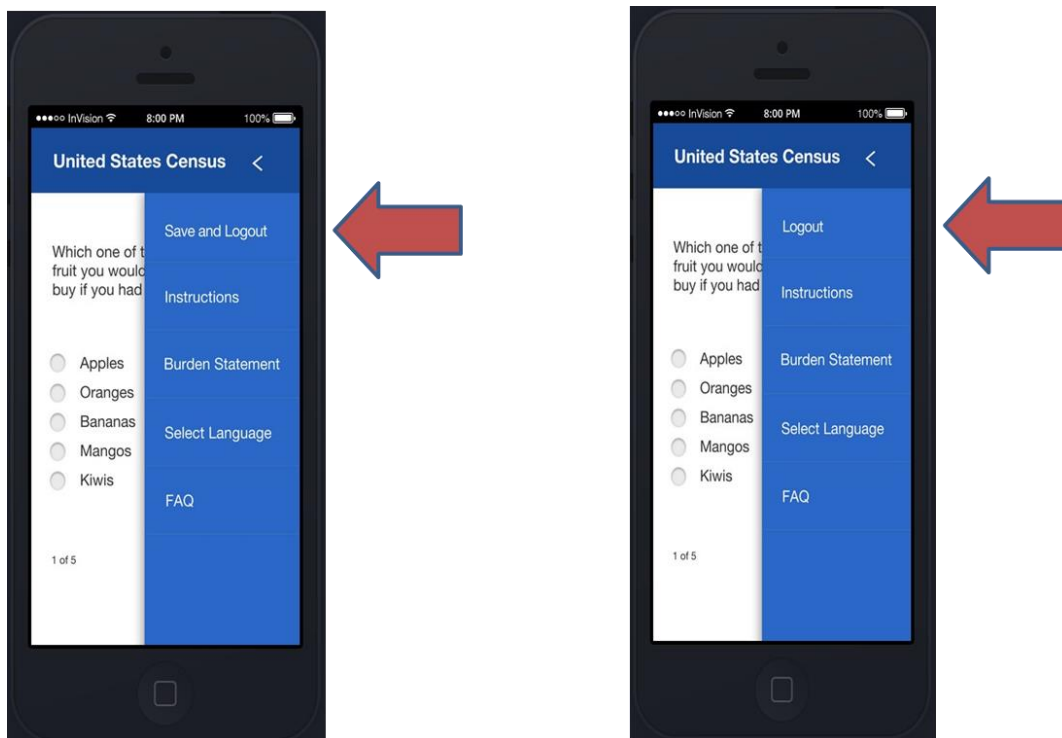 ●●●○○ InVision 8:00 PM 100%
United States Census <
Save and Logout
Which one of t
fruit you would
buy if you had
Instructions
Apples
Burden Statement
Oranges
Bananas
Select Language
Mangos
Kiwis
FAQ
1 of 5
●●●○○ InVision 8:00 PM 100%
United States Census <
Logout
Which one of t
fruit you would
buy if you had
Instructions
Apples
Burden Statement
Oranges
Bananas
Select Language
Mangos
Kiwis
FAQ
1 of 5